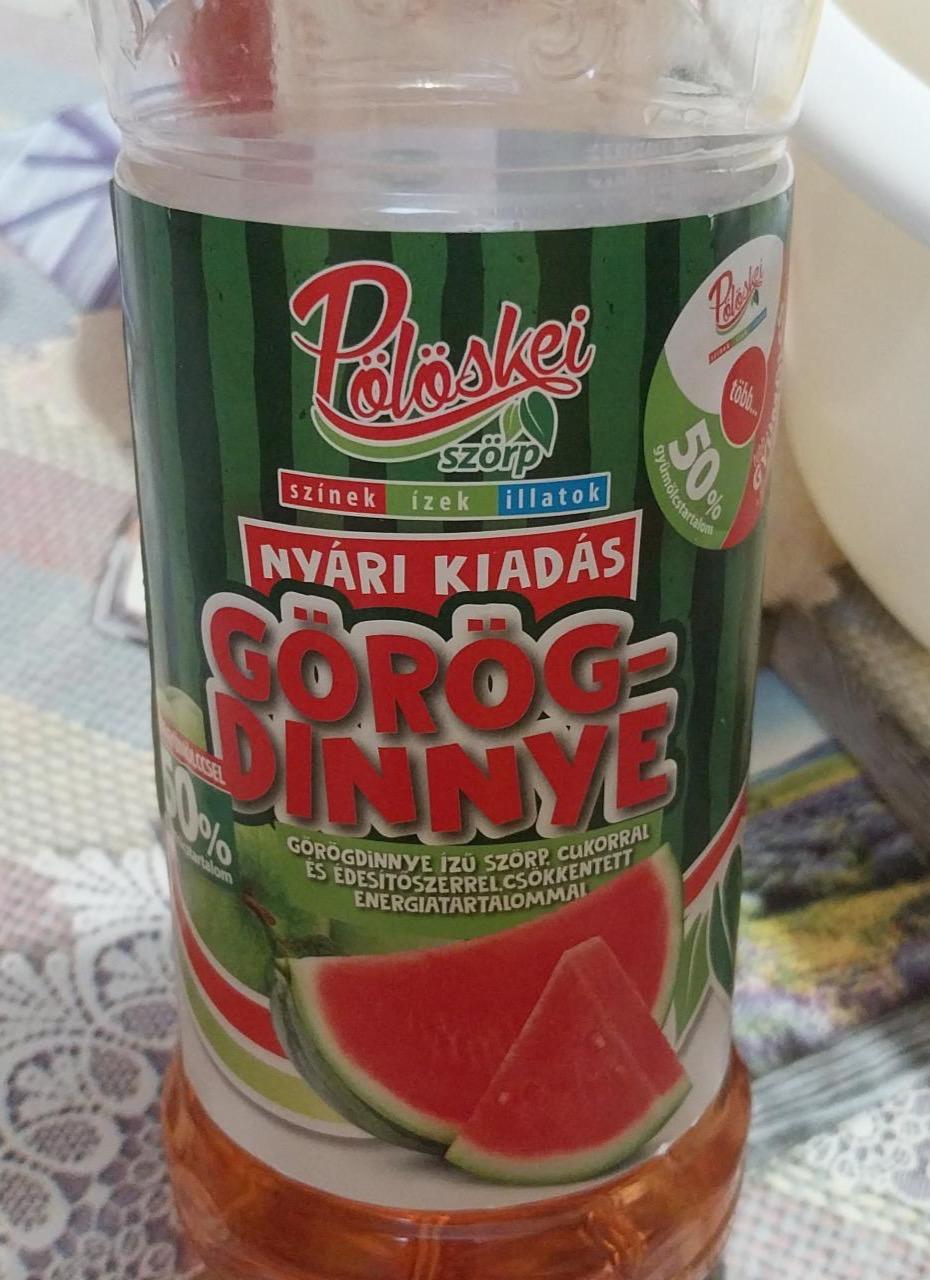 Pölöskei
szörp
színek ízek illatok
NYÁRI KIADÁS
GÖRÖG-
DINNYE
GÖRÖGDINNYE ÍZŰ SZÖRP, CUKORRAL
ÉS ÉDESÍTŐSZERREL,CSÖKKENTETT
ENERGIATARTALOMMAL
Pölöskei
több...
50%
gyümölcstartalom
50%